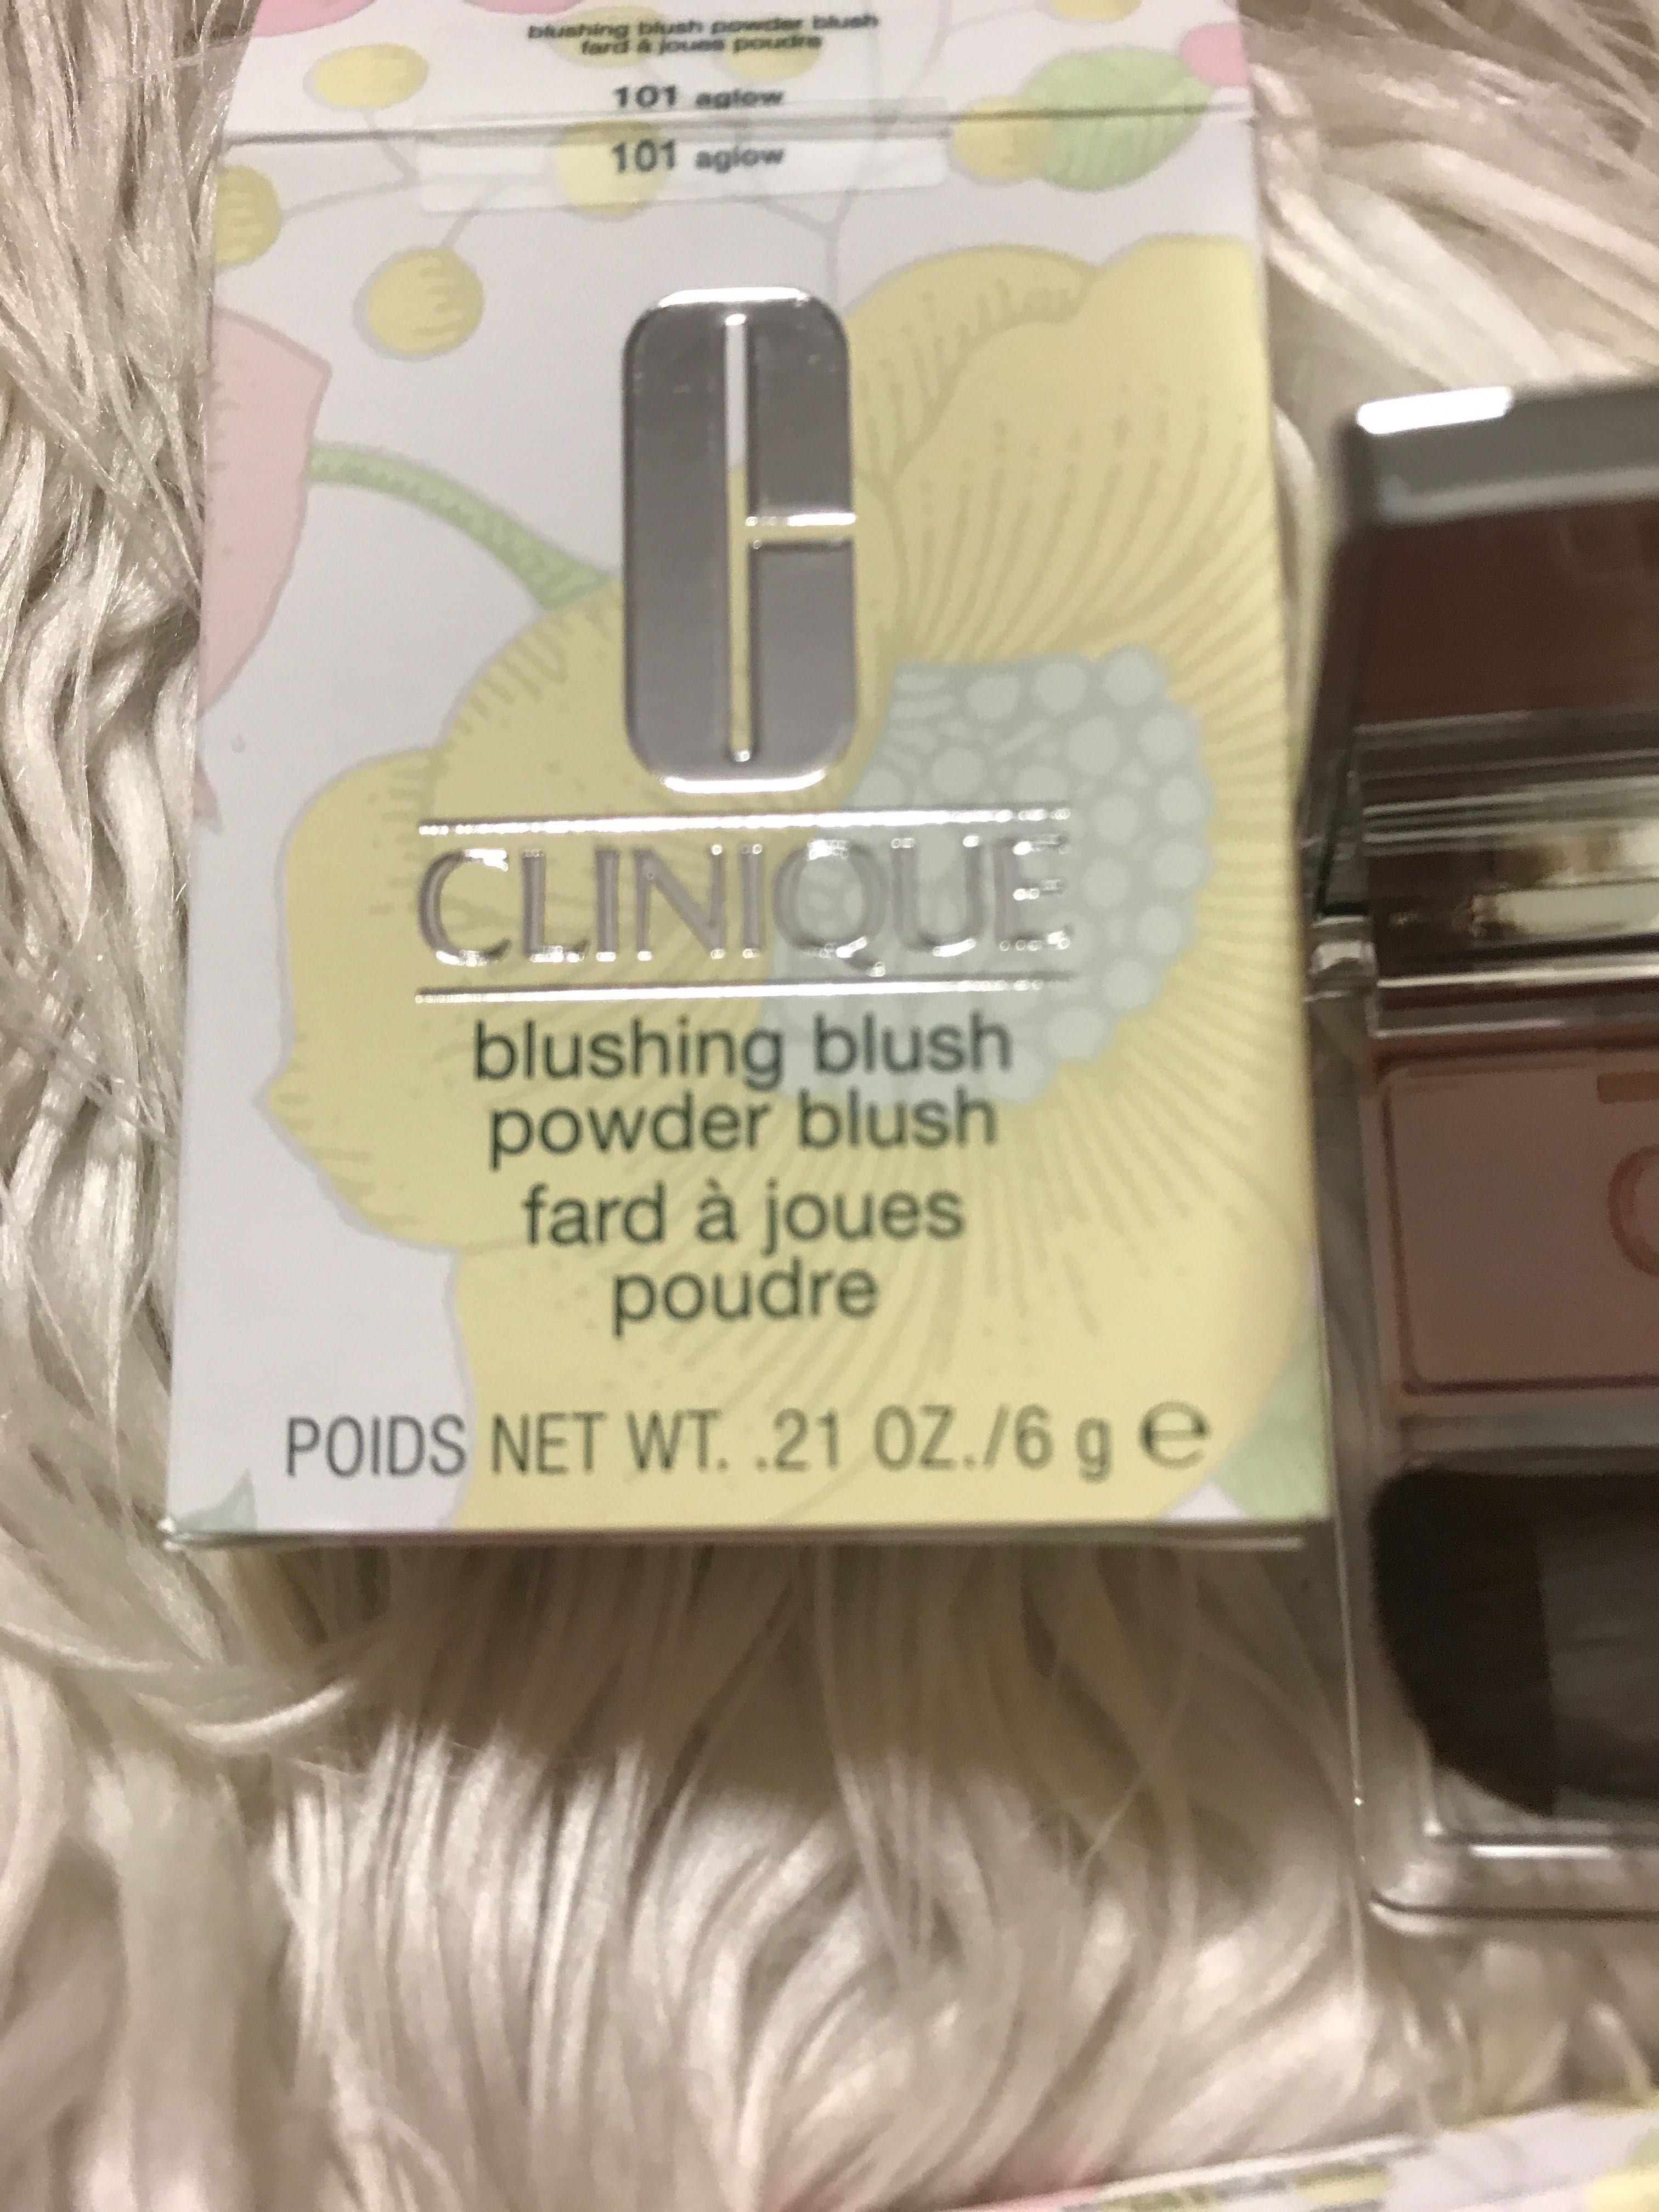 blushing blush powder blush
fard à joues poudre
101 aglow
101 aglow
CLINIQUE
blushing blush
powder blush
fard à joues
poudre
POIDS NET WT. .21 OZ./6 g e